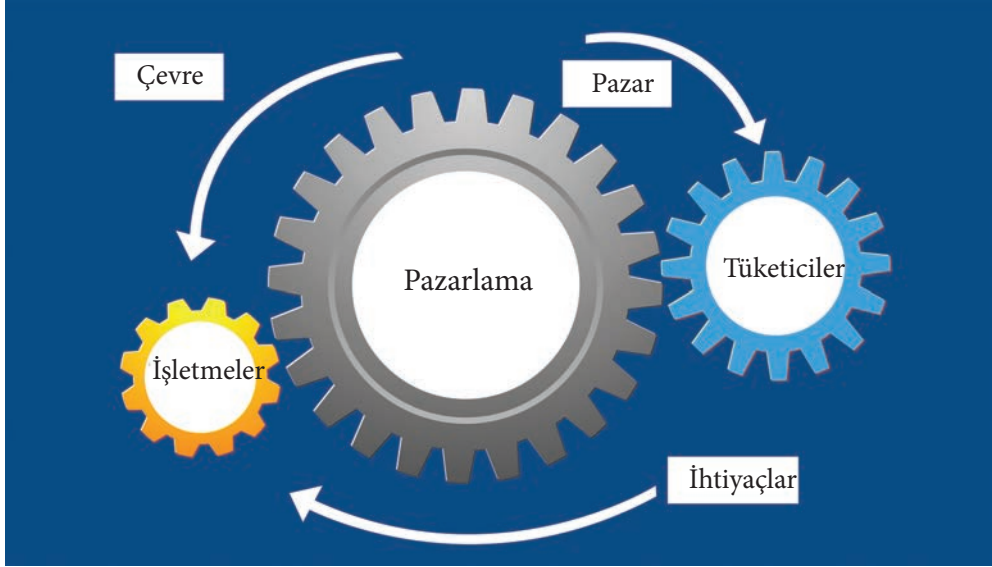 Çevre
Pazar
Pazarlama
Tüketiciler
İşletmeler
İhtiyaçlar